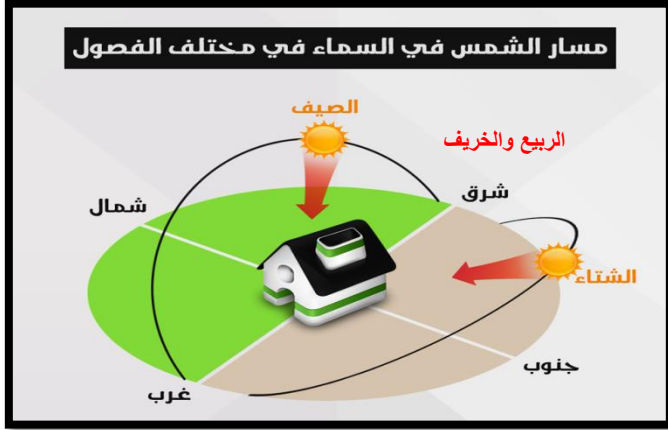 مسار الشمس في السماء في مختلف الفصول
الصيف
الربيع والخريف
شرق
شمال
الشتاء
جنوب
غرب